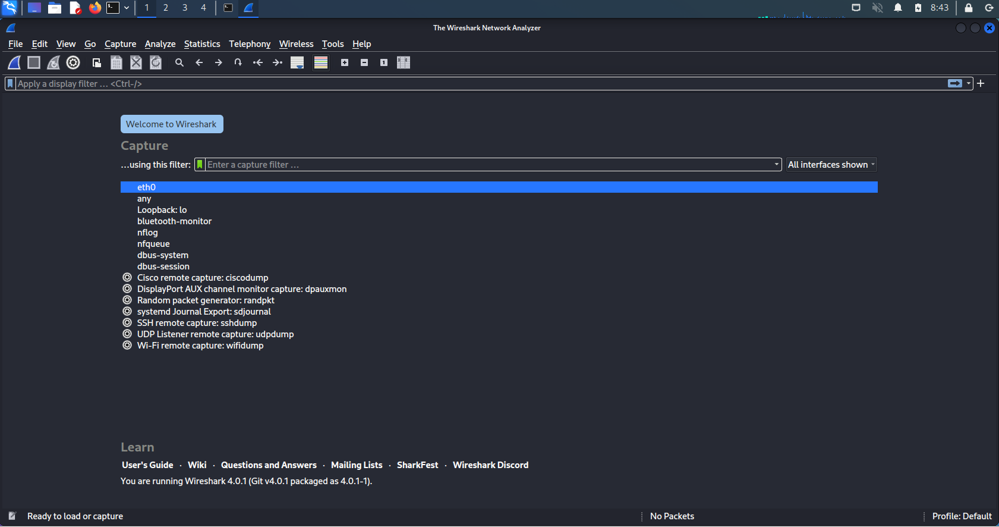 1 2 3 4 8:43
The Wireshark Network Analyzer
File Edit View Go Capture Analyze Statistics Telephony Wireless Tools Help
Apply a display filter … <Ctrl-/>
Welcome to Wireshark
Capture
…using this filter: Enter a capture filter … All interfaces shown
eth0
any
Loopback: lo
bluetooth-monitor
nflog
nfqueue
dbus-system
dbus-session
Cisco remote capture: ciscodump
DisplayPort AUX channel monitor capture: dpauxmon
Random packet generator: randpkt
systemd Journal Export: sdjournal
SSH remote capture: sshdump
UDP Listener remote capture: udpdump
Wi-Fi remote capture: wifidump
Learn
User's Guide · Wiki · Questions and Answers · Mailing Lists · SharkFest · Wireshark Discord
You are running Wireshark 4.0.1 (Git v4.0.1 packaged as 4.0.1-1).
Ready to load or capture No Packets Profile: Default